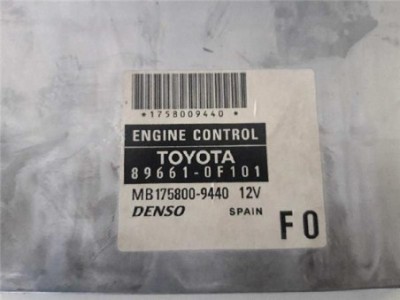 *1758009440*
ENGINE CONTROL
TOYOTA
89661-0F101
MB175800-9440 12V
DENSO SPAIN
F0